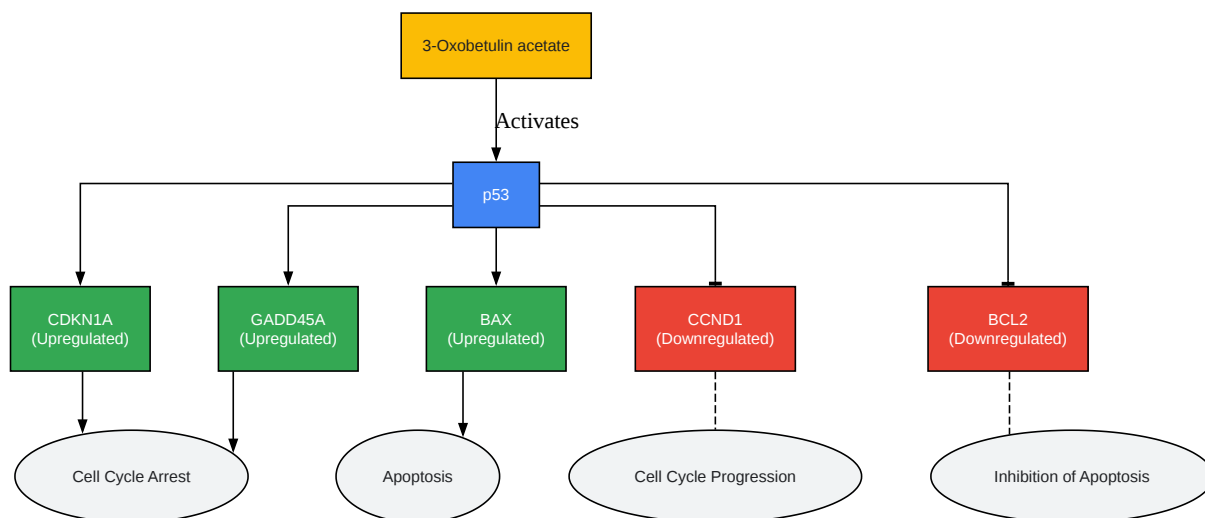 3-Oxobetulin acetate
Activates
p53
CDKN1A
(Upregulated)
GADD45A
(Upregulated)
BAX
(Upregulated)
CCND1
(Downregulated)
BCL2
(Downregulated)
Cell Cycle Arrest
Apoptosis
Cell Cycle Progression
Inhibition of Apoptosis